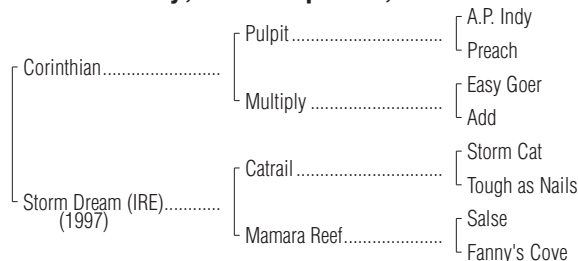 A.P. Indy
Pulpit
Preach
Corinthian
Easy Goer
Multiply
Add
Storm Cat
Catrail
Tough as Nails
Storm Dream (IRE)
(1997)
Salse
Mamara Reef
Fanny's Cove